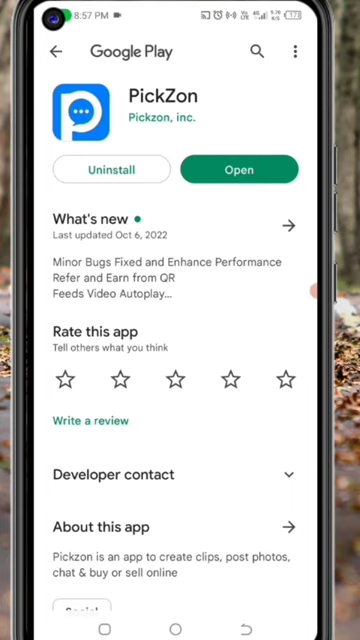 8:57 PM
Google Play
PickZon
Pickzon, inc.
Uninstall
Open
What's new
Last updated Oct 6, 2022
Minor Bugs Fixed and Enhance Performance
Refer and Earn from QR
Feeds Video Autoplay...
Rate this app
Tell others what you think
Write a review
Developer contact
About this app
Pickzon is an app to create clips, post photos,
chat & buy or sell online
Social